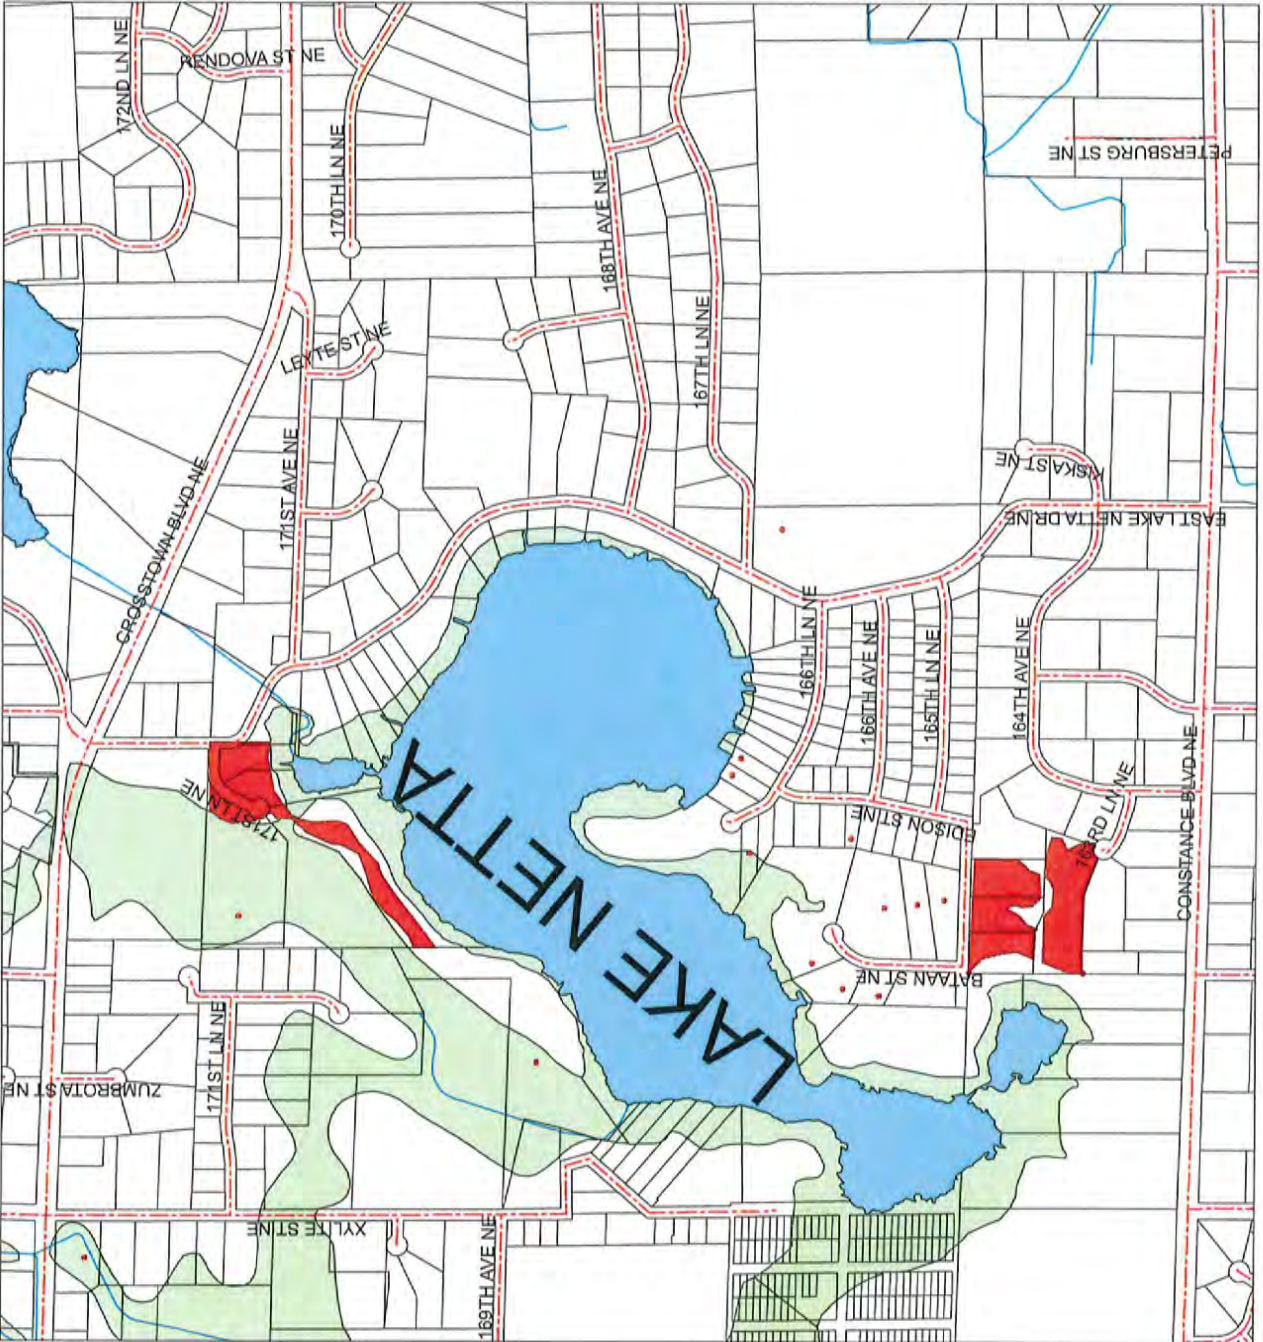 172ND LN NE
RENDOVA ST NE
170TH LN NE
168TH AVE NE
PETERSBURG ST NE
167TH LN NE
LEYTE ST NE
171ST AVE NE
CROSSTOWN BLVD NE
KISKA ST NE
EAST LAKE NETTA DR NE
166TH LN NE
166TH AVE NE
165TH LN NE
164TH AVE NE
171ST LN NE
EDISON ST NE
163RD LN NE
CONSTANCE BLVD NE
LAKE NETTA
BATAAN ST NE
171ST LN NE
ZUMBROTA ST NE
XYLITE ST NE
169TH AVE NE